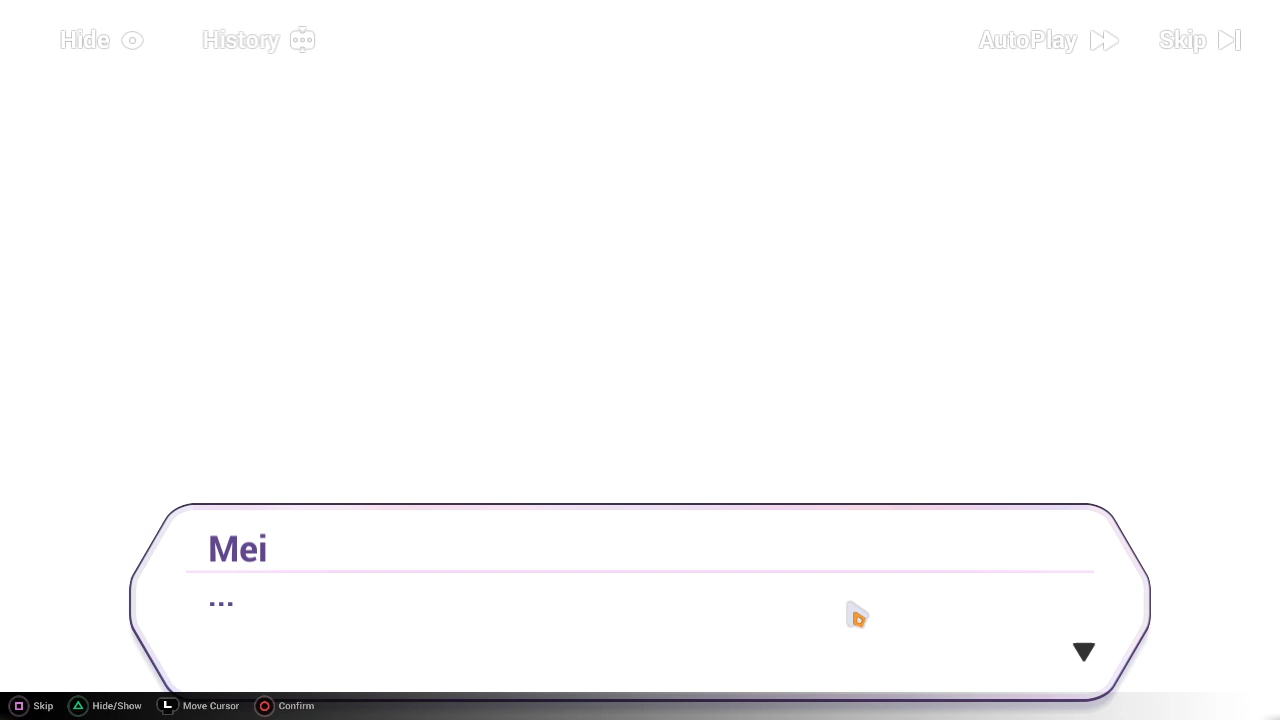 Hide
History
AutoPlay
Skip
Mei
...
Skip
Hide/Show
L
Move Cursor
Confirm